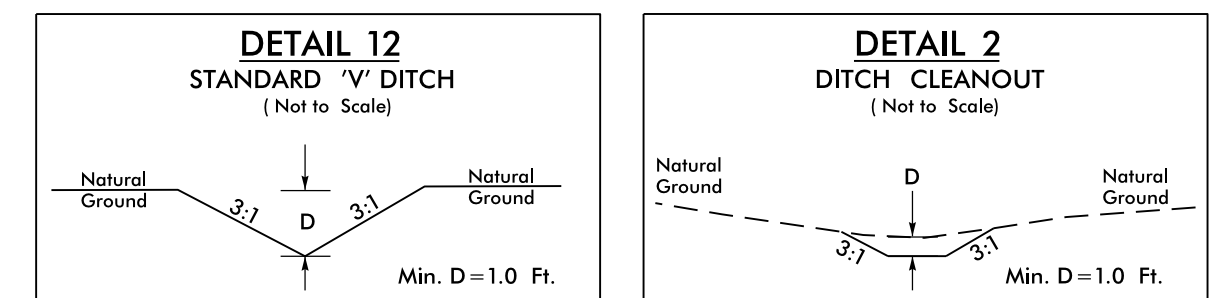 DETAIL 12
STANDARD 'V' DITCH
( Not to Scale)
Natural
Ground
3:1
D
3:1
Natural
Ground
Min. D=1.0 Ft.
DETAIL 2
DITCH CLEANOUT
( Not to Scale)
Natural
Ground
D
Natural
Ground
3:1
3:1
Min. D=1.0 Ft.